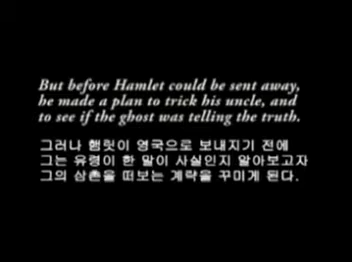 But before Hamlet could be sent away,
he made a plan to trick his uncle, and
to see if the ghost was telling the truth.
그러나 햄릿이 영국으로 보내지기 전에
그는 유령이 한 말이 사실인지 알아보고자
그의 삼촌을 떠보는 계략을 꾸미게 된다.